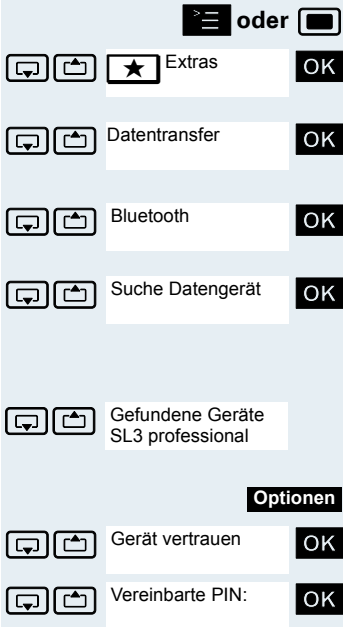 oder
Extras OK
Datentransfer OK
Bluetooth OK
Suche Datengerät OK
Gefundene Geräte
SL3 professional
Optionen
Gerät vertrauen OK
Vereinbarte PIN: OK